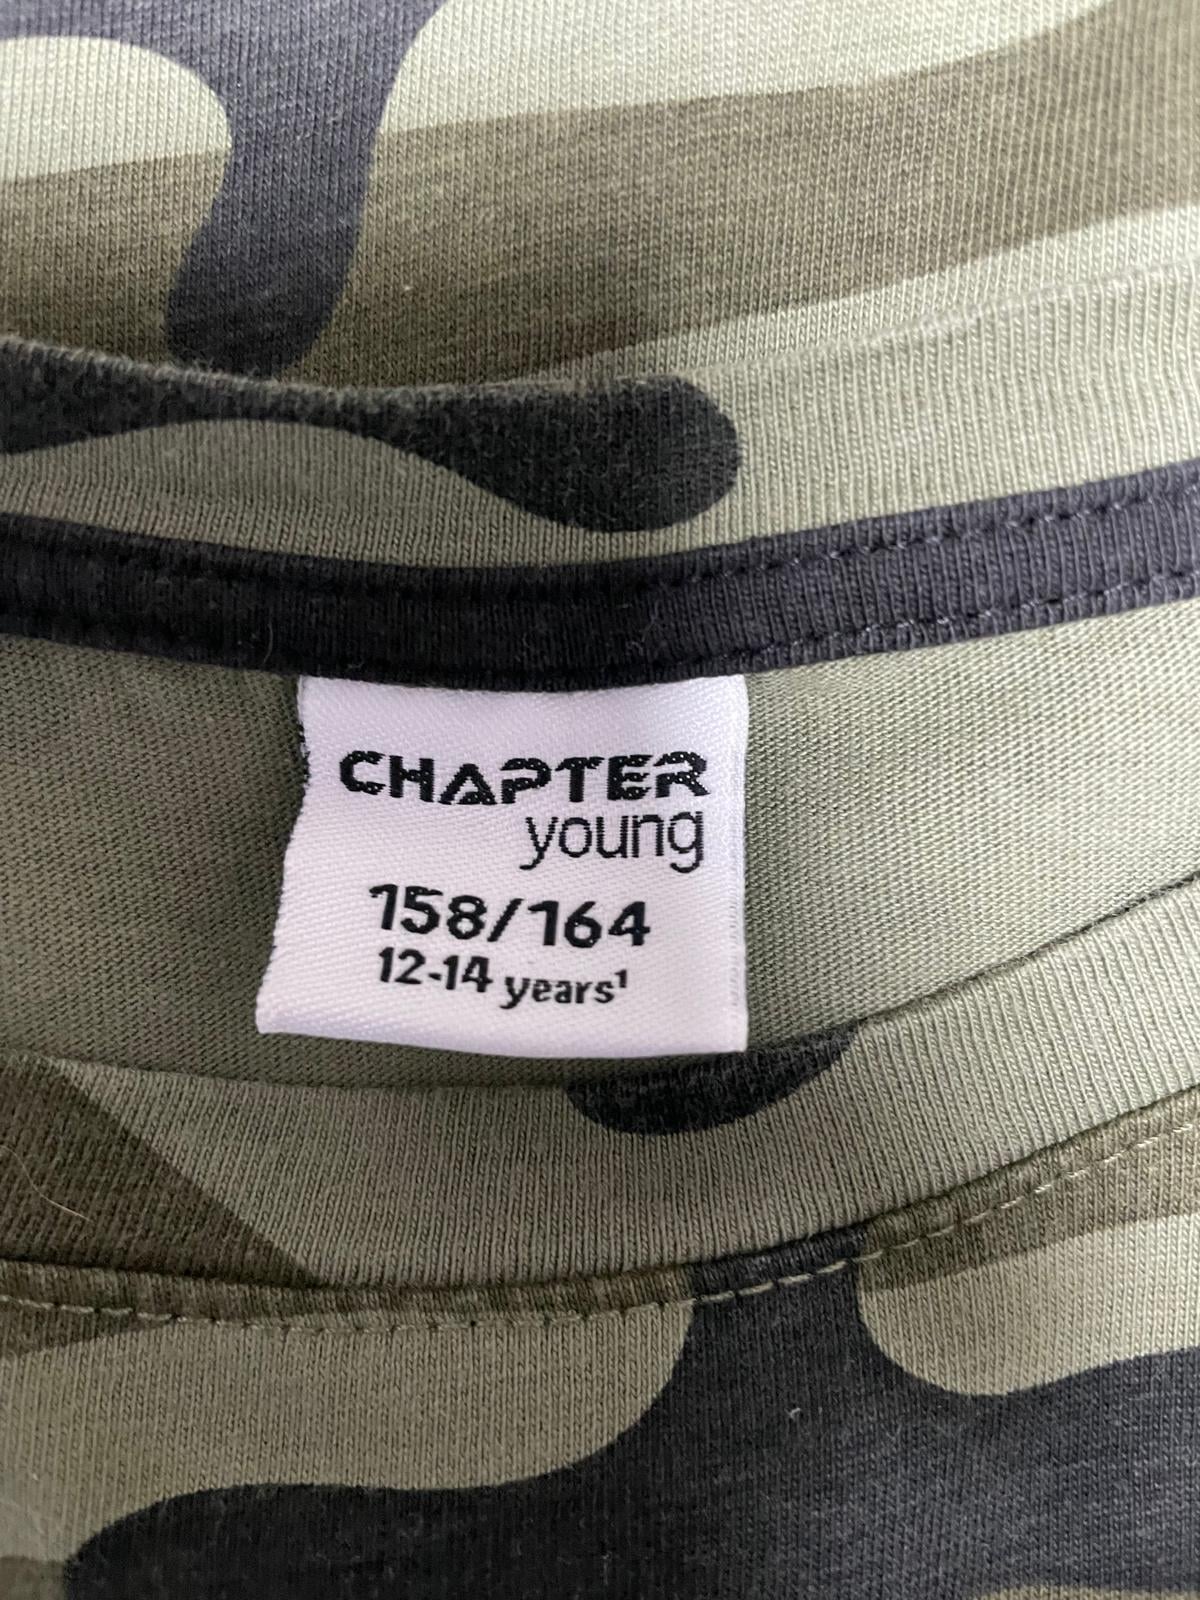 CHAPTER
young
158/164
12-14 years¹